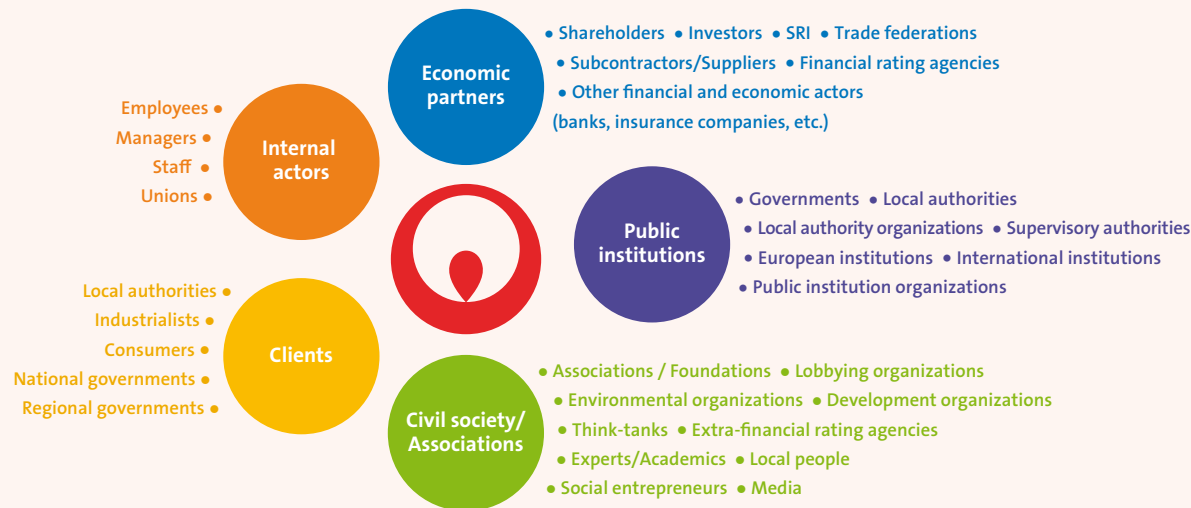 Economic
partners
• Shareholders • Investors • SRI • Trade federations
• Subcontractors/Suppliers • Financial rating agencies
• Other financial and economic actors
(banks, insurance companies, etc.)
Employees •
Managers •
Staff •
Unions •
Internal
actors
Public
institutions
• Governments • Local authorities
• Local authority organizations • Supervisory authorities
• European institutions • International institutions
• Public institution organizations
Local authorities •
Industrialists •
Consumers •
National governments •
Regional governments •
Clients
Civil society/
Associations
• Associations / Foundations • Lobbying organizations
• Environmental organizations • Development organizations
• Think-tanks • Extra-financial rating agencies
• Experts/Academics • Local people
• Social entrepreneurs • Media